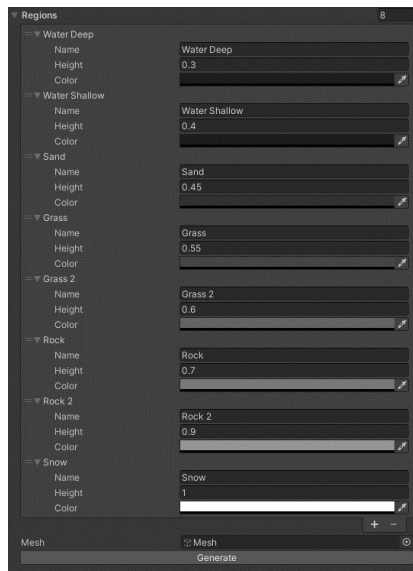 Regions 8
Water Deep
Name Water Deep
Height 0.3
Color
Water Shallow
Name Water Shallow
Height 0.4
Color
Sand
Name Sand
Height 0.45
Color
Grass
Name Grass
Height 0.55
Color
Grass 2
Name Grass 2
Height 0.6
Color
Rock
Name Rock
Height 0.7
Color
Rock 2
Name Rock 2
Height 0.9
Color
Snow
Name Snow
Height 1
Color
+ −
Mesh Mesh
Generate